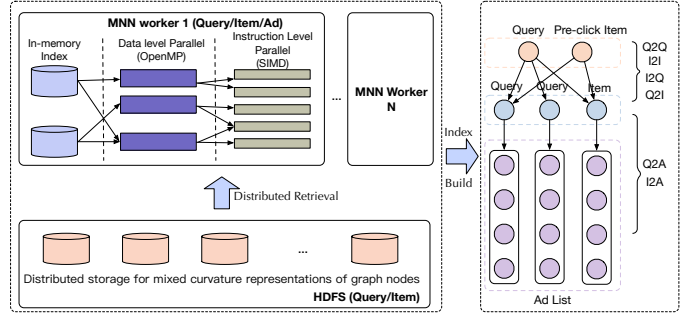 MNN worker 1 (Query/Item/Ad)
In-memory
Index
Data level Parallel
(OpenMP)
Instruction Level
Parallel
(SIMD)
...
MNN Worker
N
Distributed Retrieval
...
Distributed storage for mixed curvature representations of graph nodes
HDFS (Query/Item)
Index
Build
Query
Pre-click Item
Query
Query
Item
Q2Q
I2I
I2Q
Q2I
Q2A
I2A
Ad List